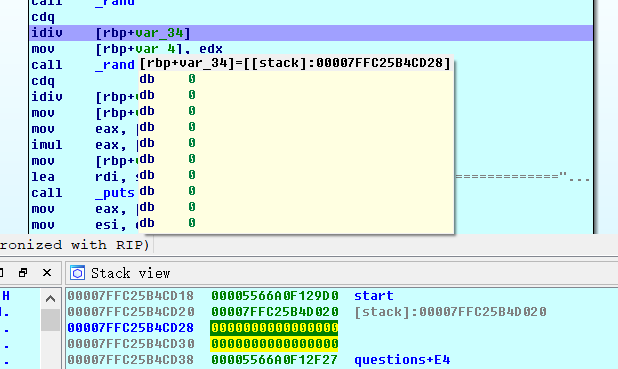 call _rand
cdq
idiv [rbp+var_34]
mov [rbp+var_4], edx
call _rand
cdq
idiv [rbp+v
mov [rbp+v
mov eax,
imul eax,
mov [rbp+v
lea rdi, s =============="...
call _puts
mov eax,
mov esi,
[rbp+var_34]=[[stack]:00007FFC25B4CD28]
db 0
db 0
db 0
db 0
db 0
db 0
db 0
db 0
db 0
db 0
db 0
ronized with RIP)
Stack view
00007FFC25B4CD18 00005566A0F129D0 start
00007FFC25B4CD20 00007FFC25B4D020 [stack]:00007FFC25B4D020
00007FFC25B4CD28 0000000000000000
00007FFC25B4CD30 0000000000000000
00007FFC25B4CD38 00005566A0F12F27 questions+E4